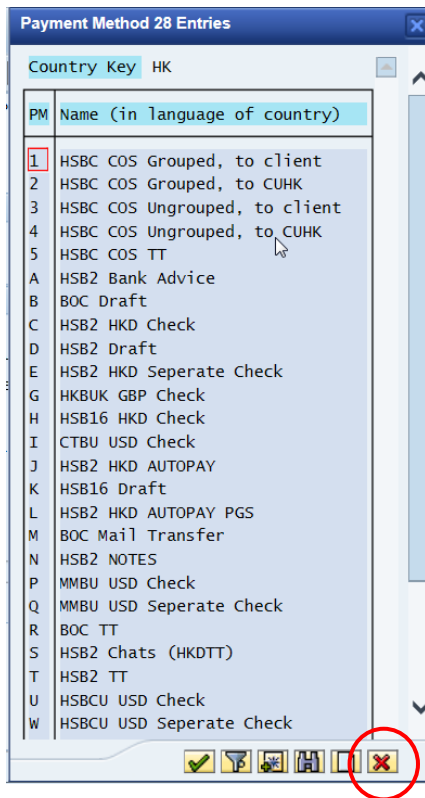 Payment Method 28 Entries
Country Key HK
PM Name (in language of country)
1 HSBC COS Grouped, to client
2 HSBC COS Grouped, to CUHK
3 HSBC COS Ungrouped, to client
4 HSBC COS Ungrouped, to CUHK
5 HSBC COS TT
A HSB2 Bank Advice
B BOC Draft
C HSB2 HKD Check
D HSB2 Draft
E HSB2 HKD Seperate Check
G HKBUK GBP Check
H HSB16 HKD Check
I CTBU USD Check
J HSB2 HKD AUTOPAY
K HSB16 Draft
L HSB2 HKD AUTOPAY PGS
M BOC Mail Transfer
N HSB2 NOTES
P MMBU USD Check
Q MMBU USD Seperate Check
R BOC TT
S HSB2 Chats (HKDTT)
T HSB2 TT
U HSBCU USD Check
W HSBCU USD Seperate Check